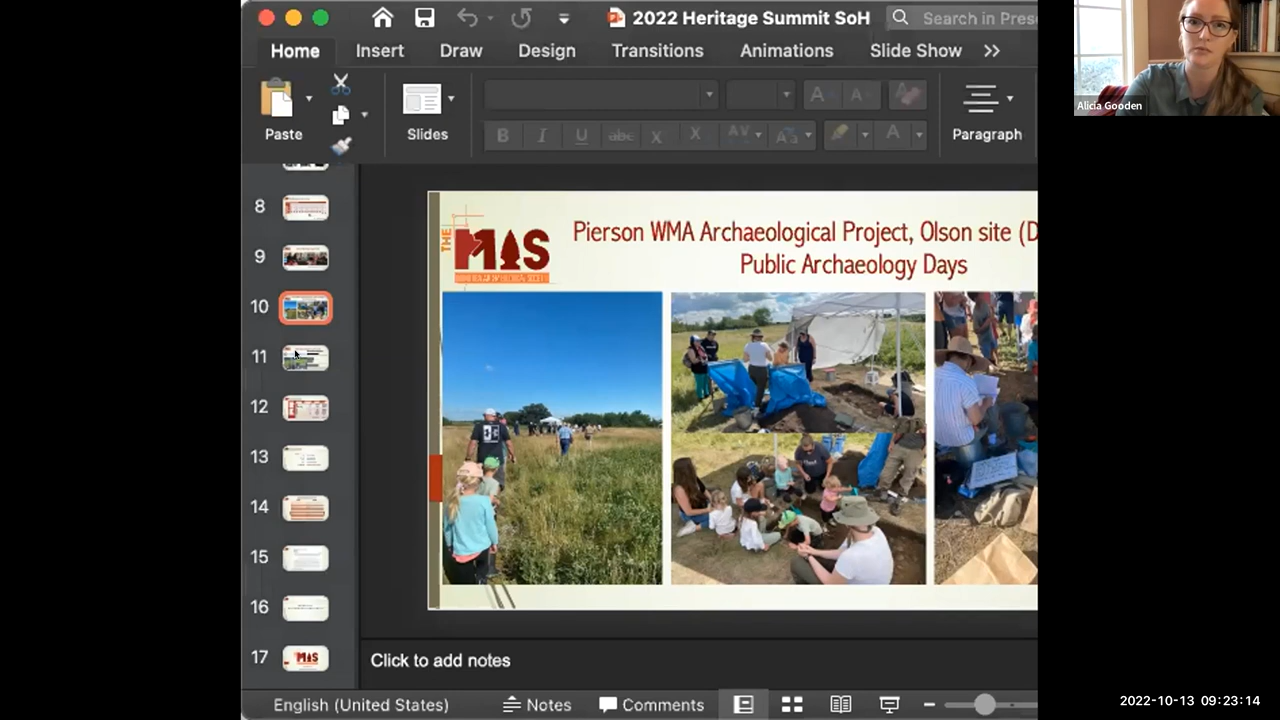 2022 Heritage Summit SoH
Search in Pres
Home Insert Draw Design Transitions Animations Slide Show
Paste
Slides
Paragraph
Alicia Gooden
8
9
10
11
12
13
14
15
16
17
THE
MAS
Pierson WMA Archaeological Project, Olson site (D
Public Archaeology Days
Click to add notes
English (United States) Notes Comments
2022-10-13 09:23:14